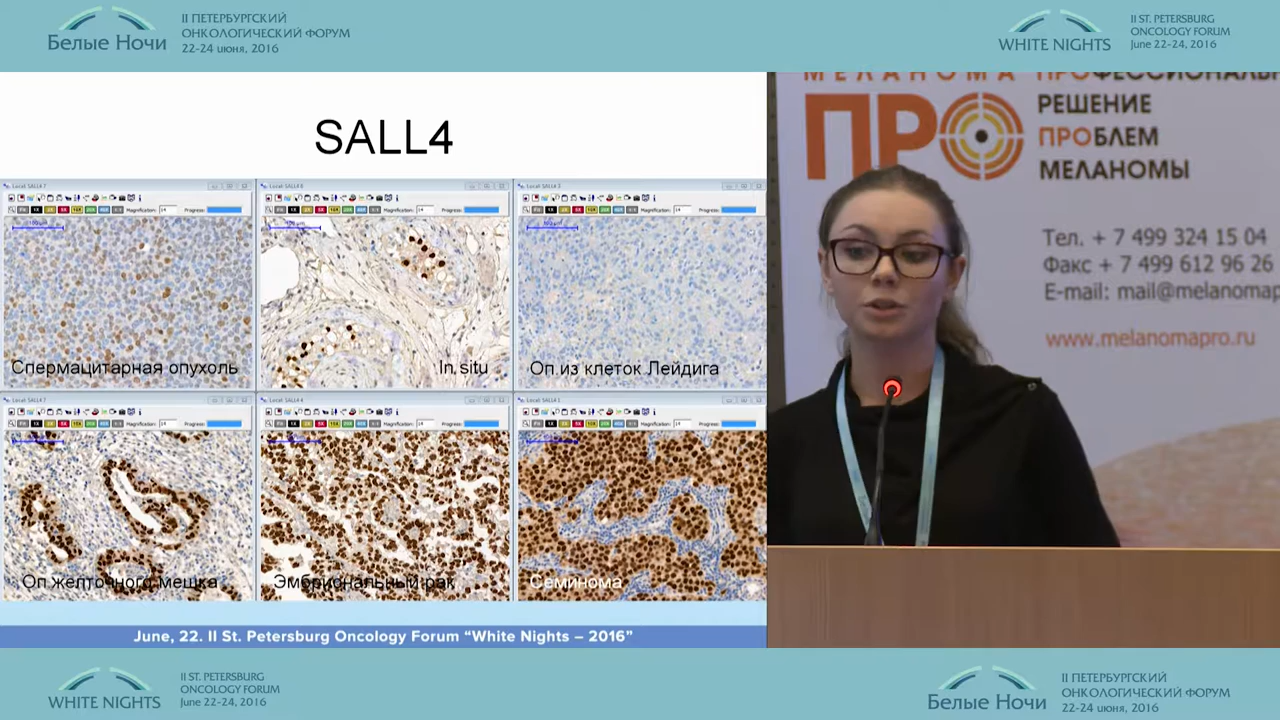 Белые Ночи
II ПЕТЕРБУРГСКИЙ
ОНКОЛОГИЧЕСКИЙ ФОРУМ
22-24 июня, 2016
WHITE NIGHTS
II ST. PETERSBURG
ONCOLOGY FORUM
June 22-24, 2016
SALL4
Спермацитарная опухоль
In situ
Оп из клеток Лейдига
Оп желточного мешка
Эмбриональный рак
Семинома
June, 22. II St. Petersburg Oncology Forum “White Nights – 2016”
МЕЛАНОМА
ПРО
РЕШЕНИЕ
ПРОБЛЕМ
МЕЛАНОМЫ
Тел. + 7 499 324 15 04
Факс + 7 499 612 96 26
E-mail: mail@melanomap
www.melanomapro.ru
WHITE NIGHTS
II ST. PETERSBURG
ONCOLOGY FORUM
June 22-24, 2016
Белые Ночи
II ПЕТЕРБУРГСКИЙ
ОНКОЛОГИЧЕСКИЙ ФОРУМ
22-24 июня, 2016